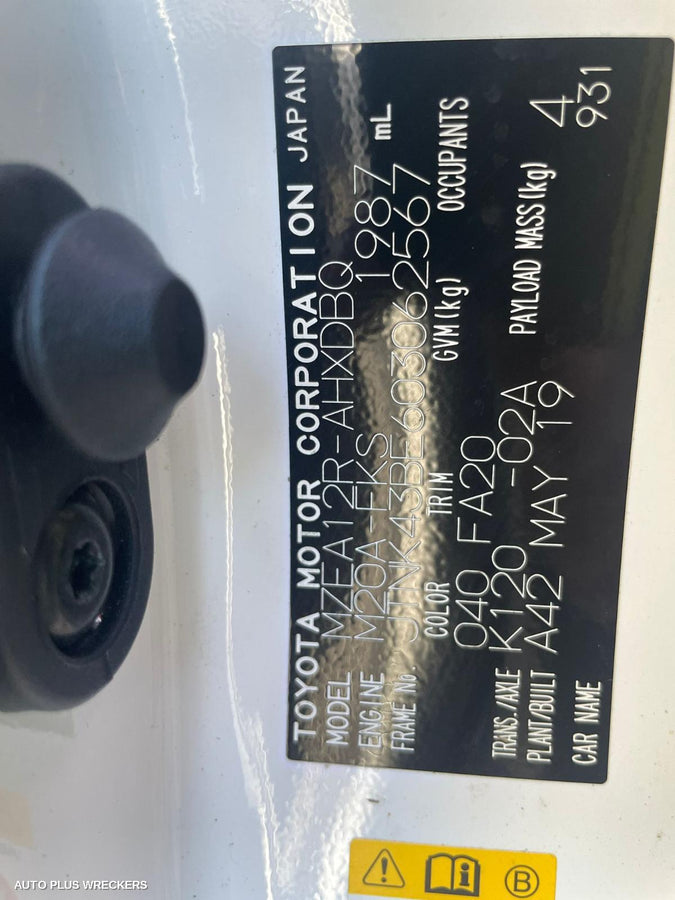 TOYOTA MOTOR CORPORATION JAPAN
MODEL MZEA12R-AHXDBQ
ENGINE M20A-FKS 1987 mL
FRAME No. JTNK43BE603062567
COLOR TRIM GVM(kg) OCCUPANTS
040 FA20
TRANS./AXLE K120 -02A PAYLOAD MASS(kg) 4
PLANT/BUILT A42 MAY 19 931
CAR NAME
B
AUTO PLUS WRECKERS